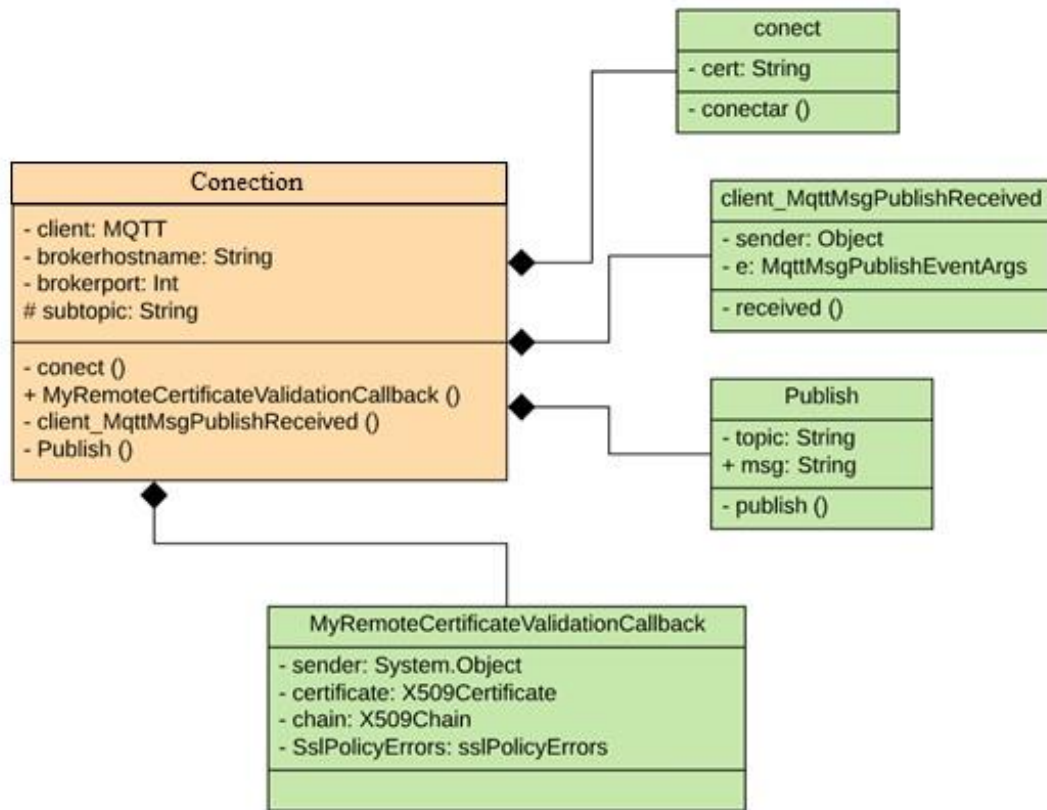 conect
- cert: String
- conectar ()
Conection
- client: MQTT
- brokerhostname: String
- brokerport: Int
# subtopic: String
- conect ()
+ MyRemoteCertificateValidationCallback ()
- client_MqttMsgPublishReceived ()
- Publish ()
client_MqttMsgPublishReceived
- sender: Object
- e: MqttMsgPublishEventArgs
- received ()
Publish
- topic: String
+ msg: String
- publish ()
MyRemoteCertificateValidationCallback
- sender: System.Object
- certificate: X509Certificate
- chain: X509Chain
- SslPolicyErrors: sslPolicyErrors